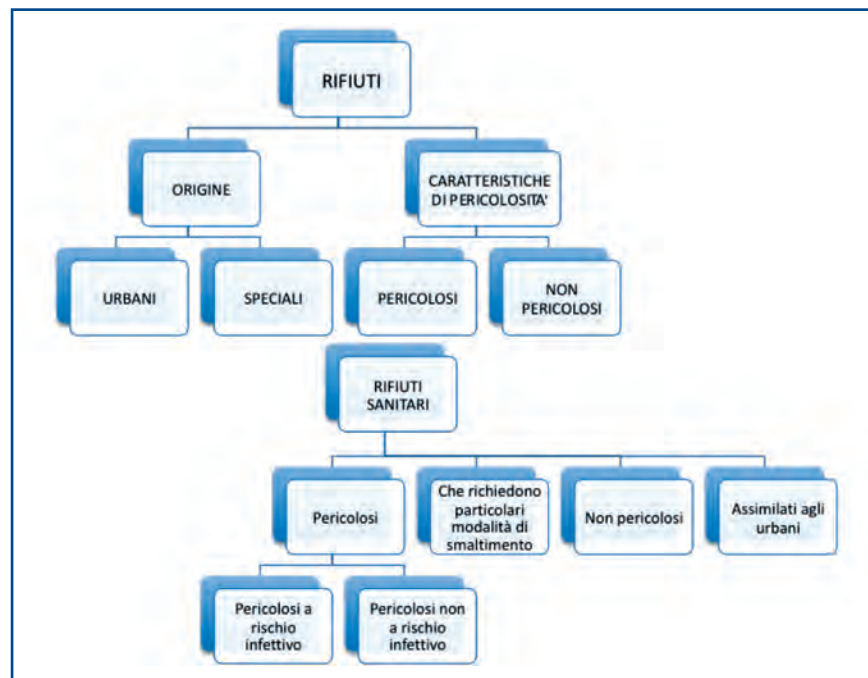 RIFIUTI
ORIGINE
CARATTERISTICHE
DI PERICOLOSITA'
URBANI
SPECIALI
PERICOLOSI
NON
PERICOLOSI
RIFIUTI
SANITARI
Pericolosi
Che richiedono
particolari
modalità di
smaltimento
Non pericolosi
Assimilati agli
urbani
Pericolosi a
rischio
infettivo
Pericolosi non
a rischio
infettivo